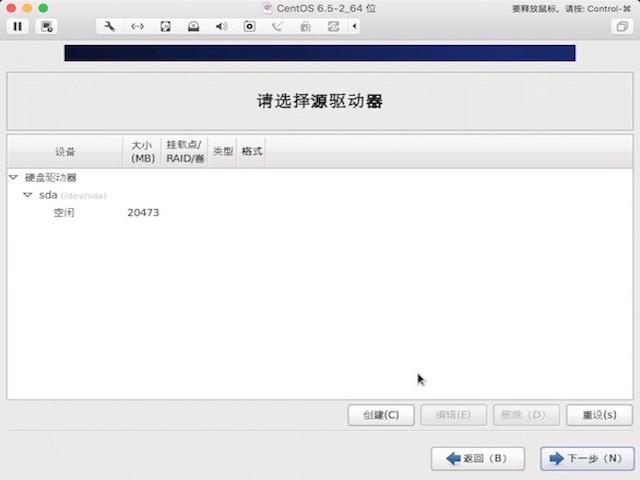 CentOS 6.5-2_64 位
要释放鼠标，请按: Control-⌘
请选择源驱动器
设备
大小
(MB)
挂载点/
RAID/卷
类型
格式
硬盘驱动器
sda (/dev/sda)
空闲 20473
创建(C)
编辑(E)
删除（D）
重设(s)
返回（B）
下一步（N）